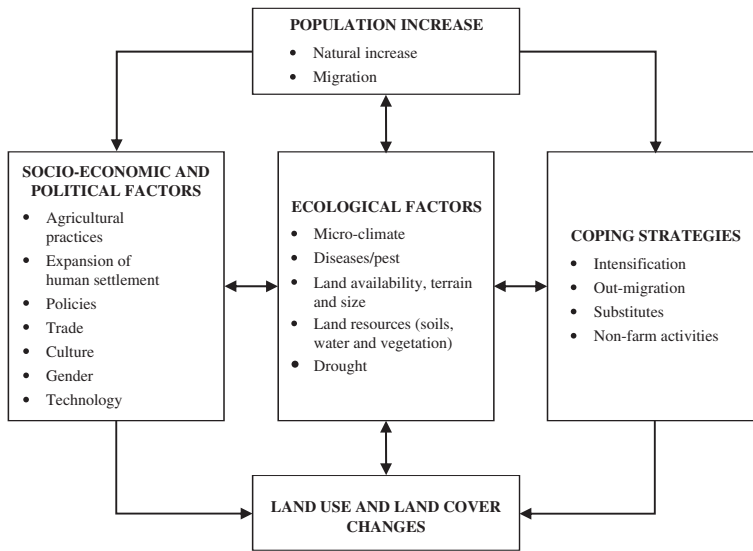 POPULATION INCREASE
• Natural increase
• Migration
SOCIO-ECONOMIC AND
POLITICAL FACTORS
• Agricultural
practices
• Expansion of
human settlement
• Policies
• Trade
• Culture
• Gender
• Technology
ECOLOGICAL FACTORS
• Micro-climate
• Diseases/pest
• Land availability, terrain
and size
• Land resources (soils,
water and vegetation)
• Drought
COPING STRATEGIES
• Intensification
• Out-migration
• Substitutes
• Non-farm activities
LAND USE AND LAND COVER
CHANGES